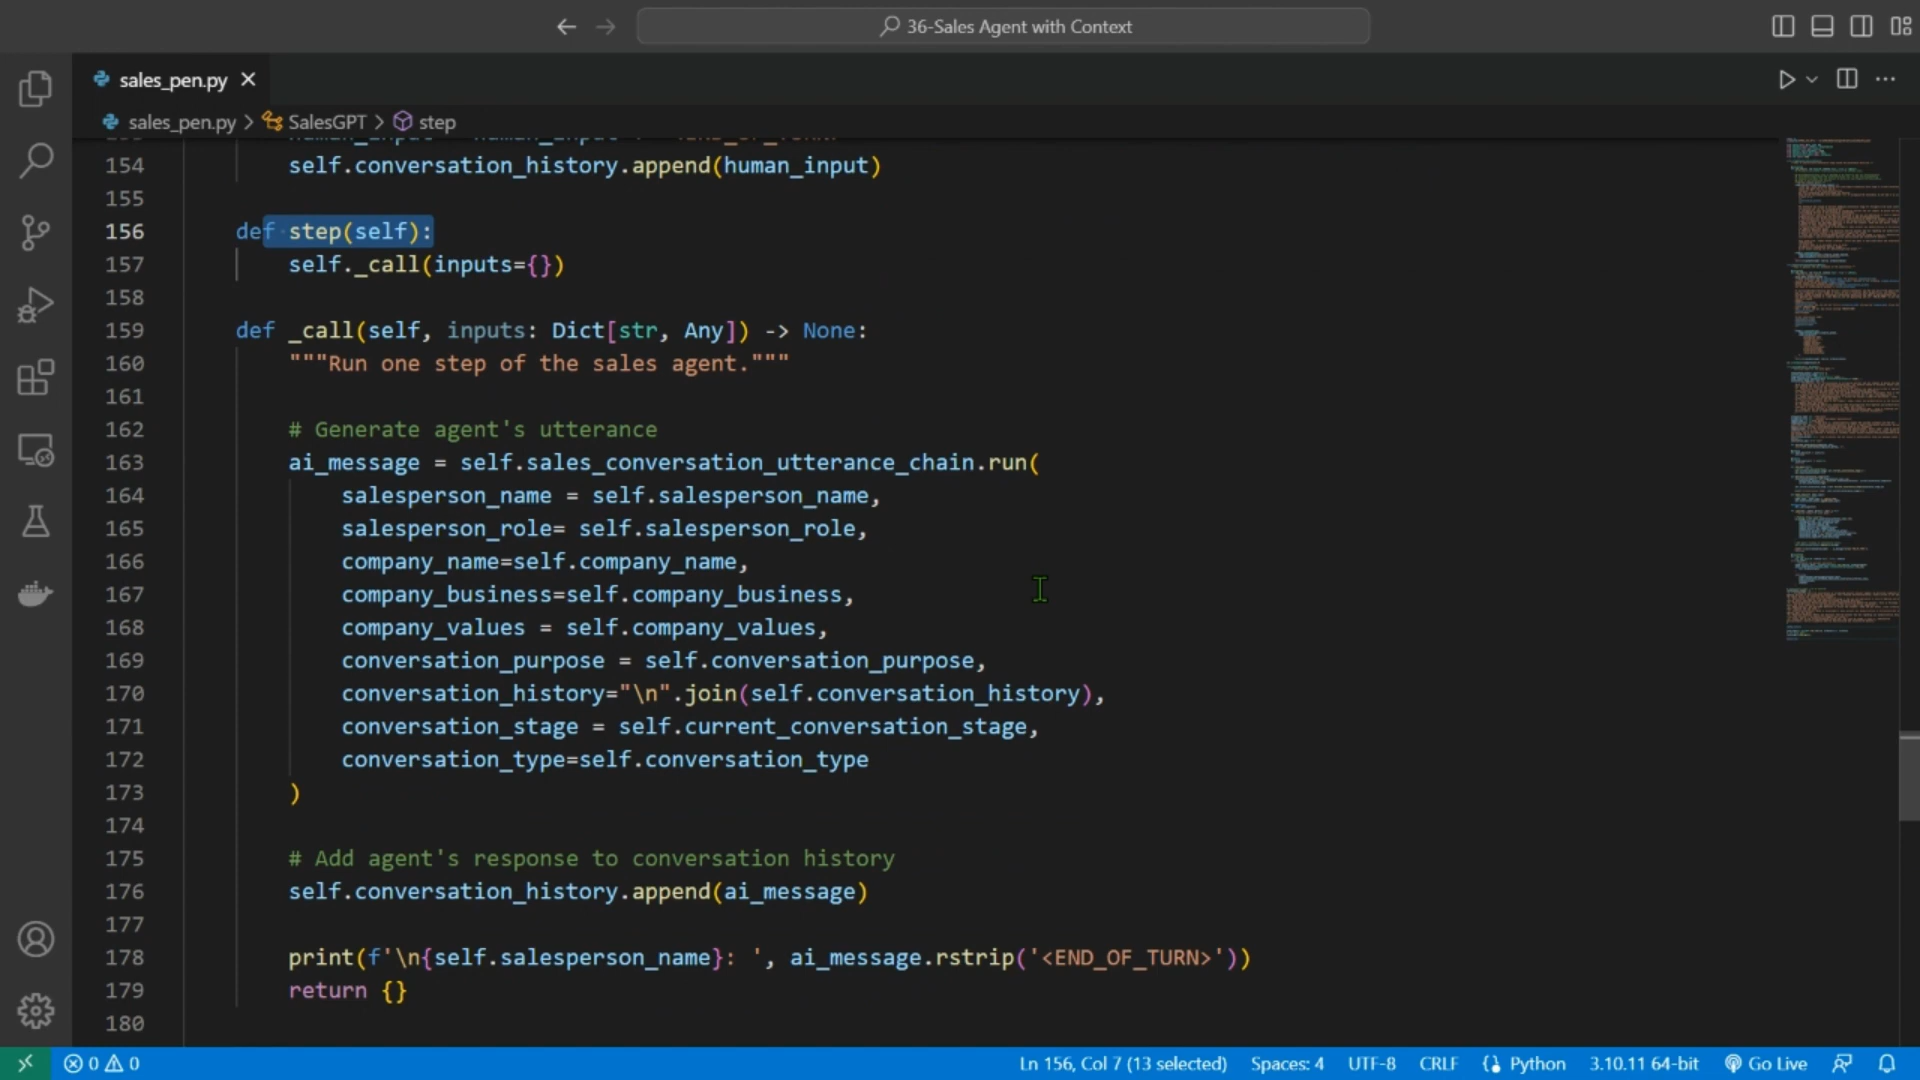 36-Sales Agent with Context
sales_pen.py
sales_pen.py > SalesGPT > step
154 self.conversation_history.append(human_input)
155
156 def step(self):
157 self._call(inputs={})
158
159 def _call(self, inputs: Dict[str, Any]) -> None:
160 """Run one step of the sales agent."""
161
162 # Generate agent's utterance
163 ai_message = self.sales_conversation_utterance_chain.run(
164 salesperson_name = self.salesperson_name,
165 salesperson_role= self.salesperson_role,
166 company_name=self.company_name,
167 company_business=self.company_business,
168 company_values = self.company_values,
169 conversation_purpose = self.conversation_purpose,
170 conversation_history="\n".join(self.conversation_history),
171 conversation_stage = self.current_conversation_stage,
172 conversation_type=self.conversation_type
173 )
174
175 # Add agent's response to conversation history
176 self.conversation_history.append(ai_message)
177
178 print(f'\n{self.salesperson_name}: ', ai_message.rstrip('<END_OF_TURN>'))
179 return {}
180
0 0 Ln 156, Col 7 (13 selected) Spaces: 4 UTF-8 CRLF Python 3.10.11 64-bit Go Live